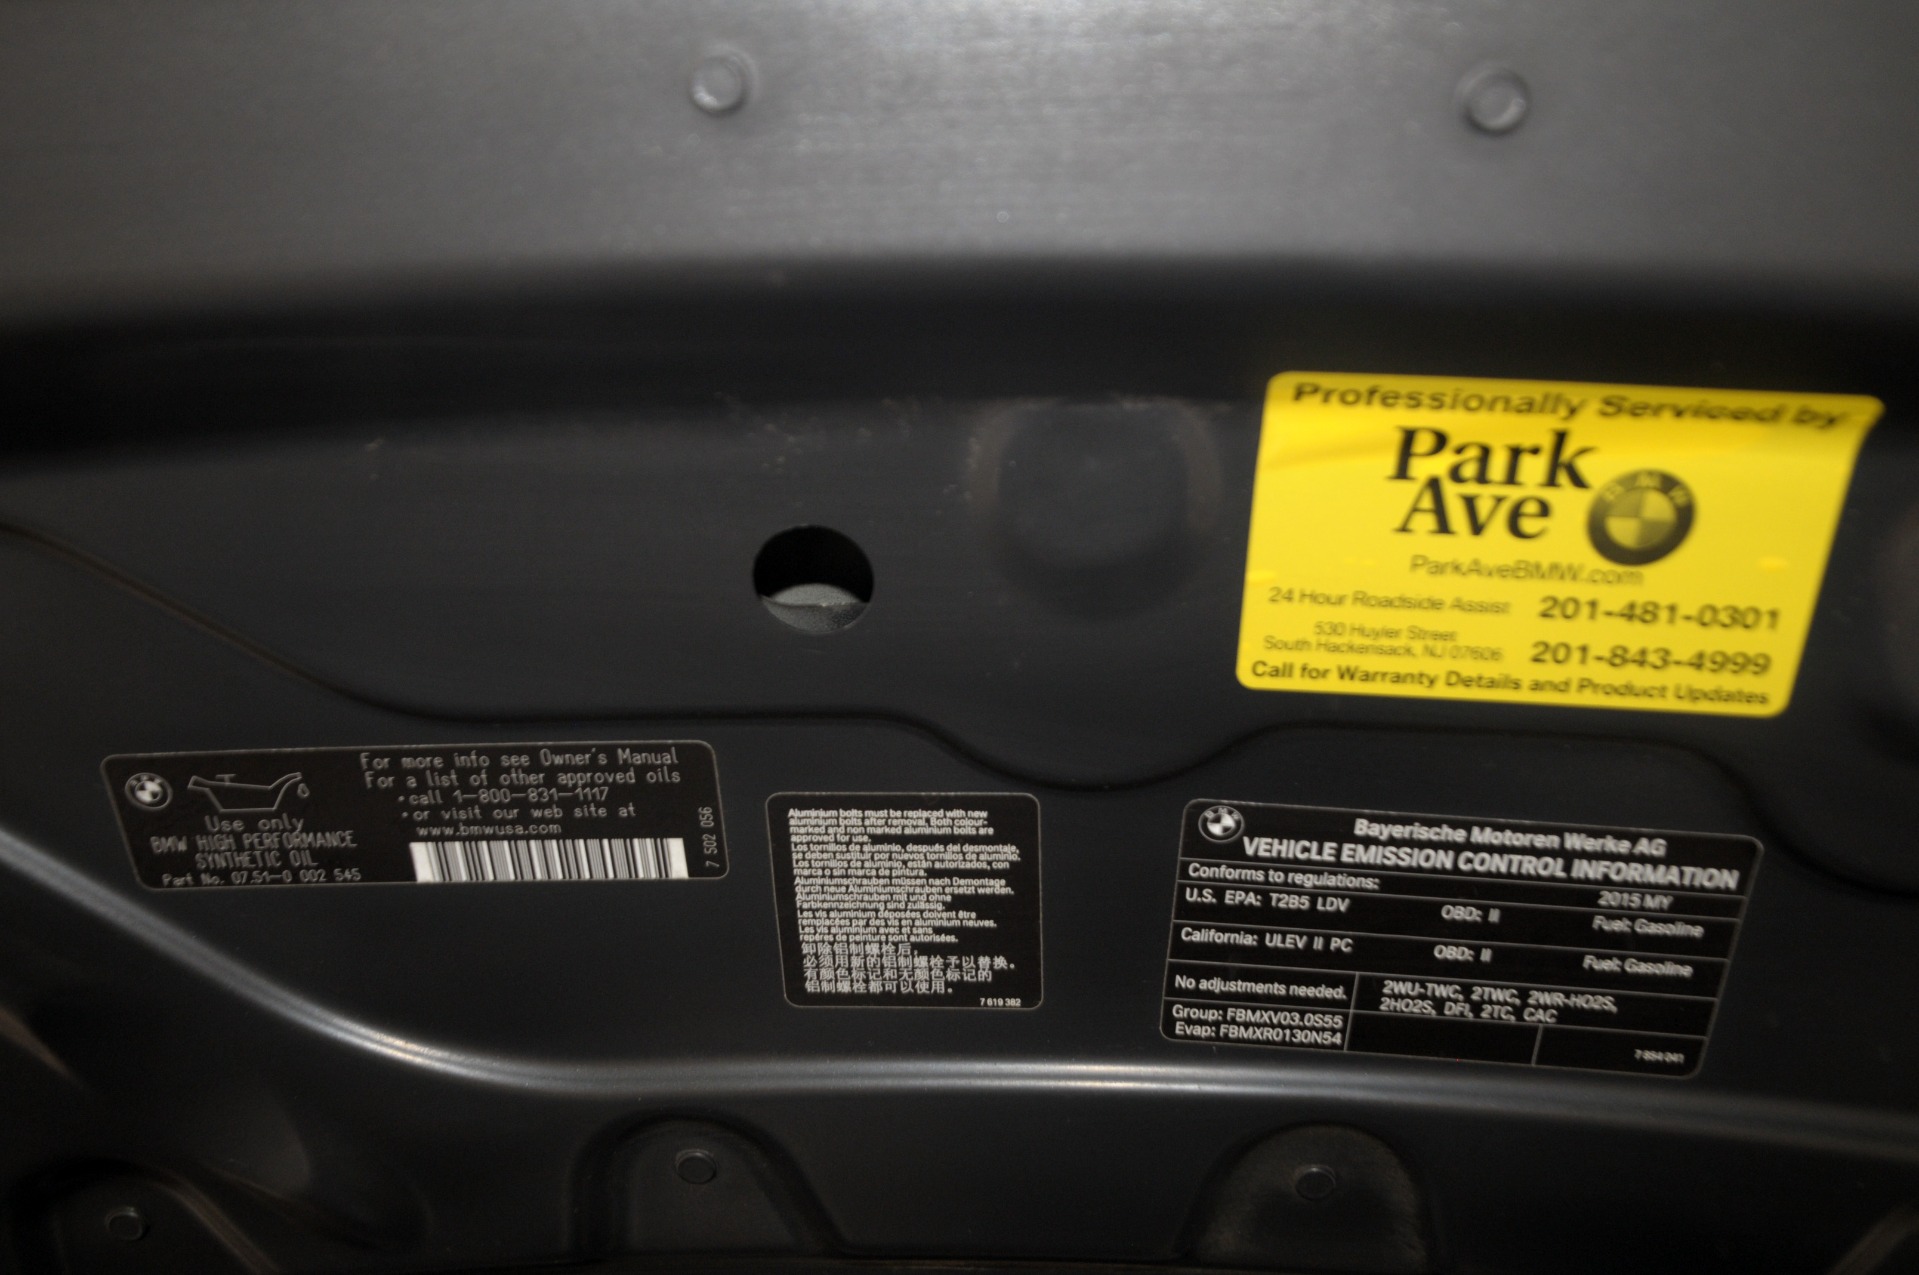 Professionally Serviced by
Park
Ave
BMW
ParkAveBMW.com
24 Hour Roadside Assist 201-481-0301
530 Huyler Street
South Hackensack, NJ 07606 201-843-4999
Call for Warranty Details and Product Updates
For more info see Owner's Manual
For a list of other approved oils
•call 1-800-831-1117
•or visit our web site at
www.bmwusa.com
Use only
BMW HIGH PERFORMANCE
SYNTHETIC OIL
Part No. 07.51-0 002 545
7 302 056
Aluminium bolts must be replaced with new
aluminium bolts after removal. Both colour-
marked and non marked aluminium bolts are
approved for use.
Los tornillos de aluminio, después del desmontaje,
se deben sustituir por nuevos tornillos de aluminio.
Los tornillos de aluminio, están autorizados, con
marca o sin marca de pintura.
Aluminiumschrauben müssen nach Demontage
durch neue Aluminiumschrauben ersetzt werden.
Aluminiumschrauben mit und ohne
Farbkennzeichnung sind zulässig.
Les vis aluminium déposées doivent être
remplacées par des vis en aluminium neuves.
Les vis aluminium avec et sans
repères de peinture sont autorisées.
卸除铝制螺栓后,
必须用新的铝制螺栓予以替换。
有颜色标记和无颜色标记的
铝制螺栓都可以使用。
7 619 382
BMW
Bayerische Motoren Werke AG
VEHICLE EMISSION CONTROL INFORMATION
Conforms to regulations: 2015 MY
U.S. EPA: T2B5 LDV OBD: II Fuel: Gasoline
California: ULEV II PC OBD: II Fuel: Gasoline
No adjustments needed. 2WU-TWC, 2TWC, 2WR-HO2S,
2HO2S, DFI, 2TC, CAC
Group: FBMXV03.0S55
Evap: FBMXR0130N54
7 854 041